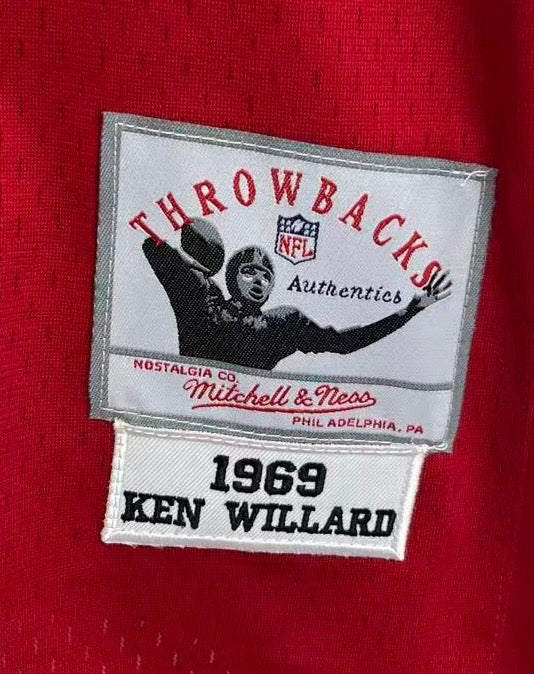 THROWBACKS
NFL
Authentics
NOSTALGIA CO.
Mitchell & Ness
PHILADELPHIA, PA
1969
KEN WILLARD